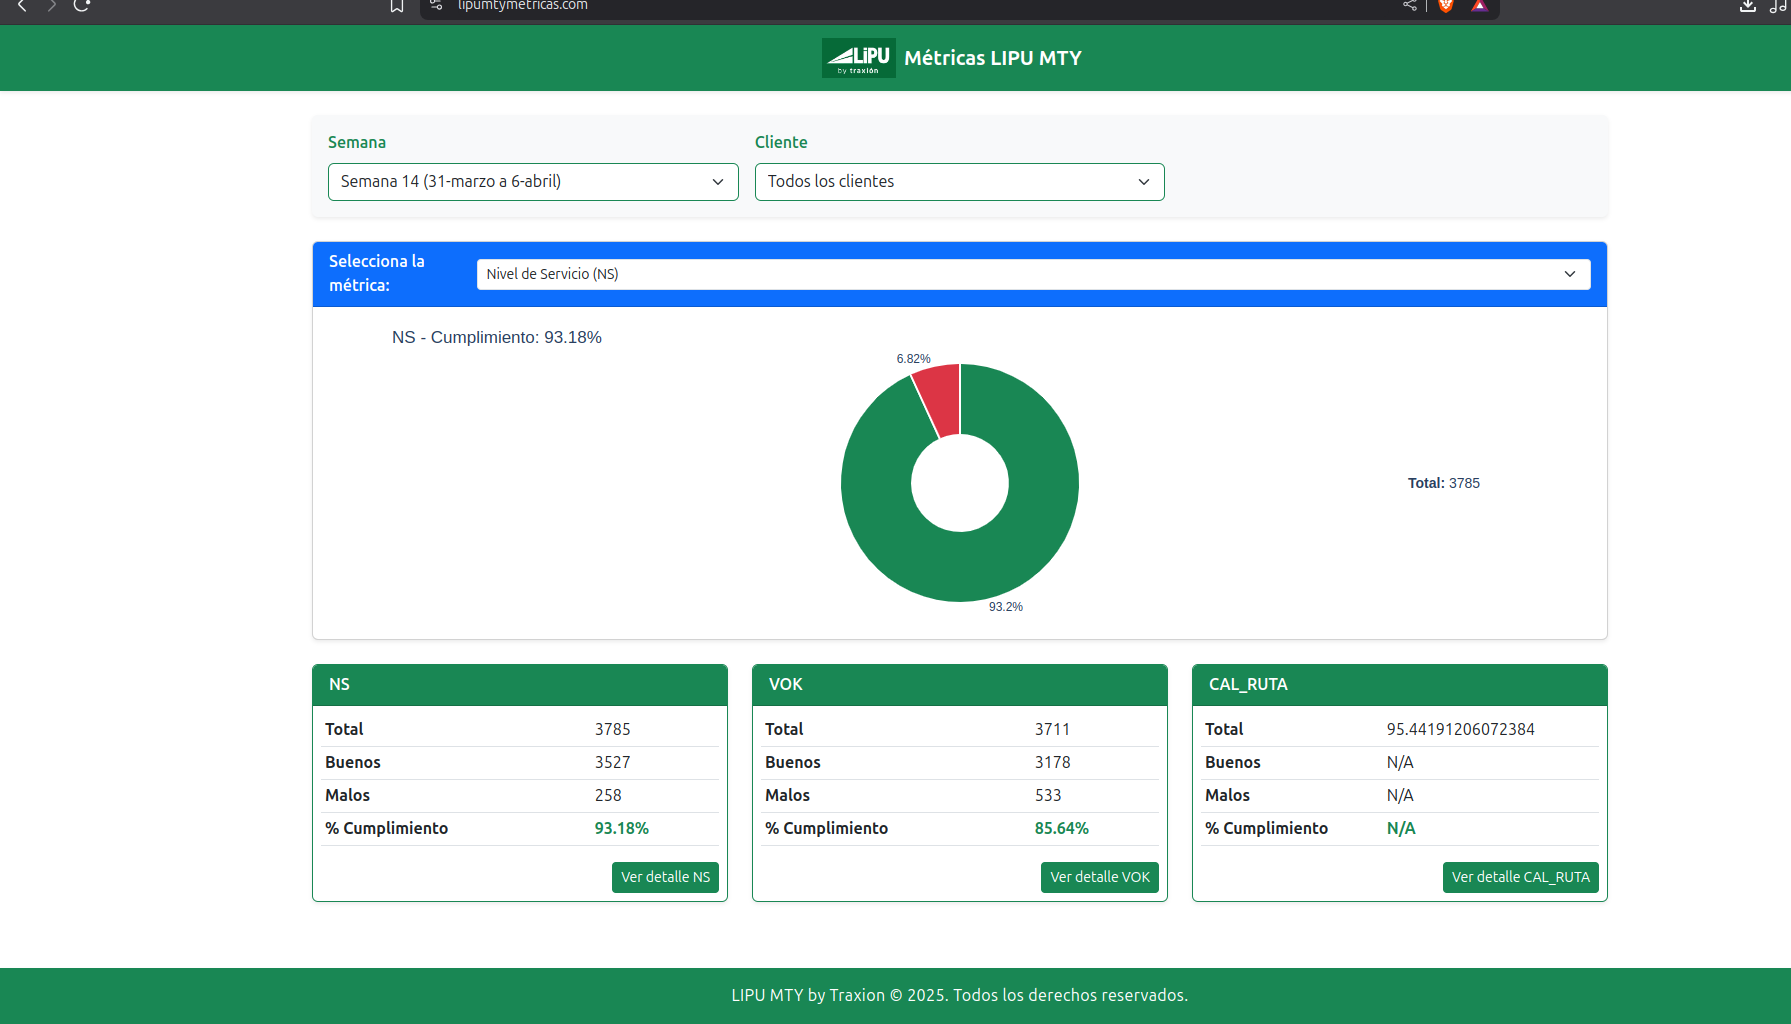 lipumtymetricas.com
LIPU
by traxión
Métricas LIPU MTY
Semana
Cliente
Semana 14 (31-marzo a 6-abril)
Todos los clientes
Selecciona la
métrica:
Nivel de Servicio (NS)
NS - Cumplimiento: 93.18%
6.82%
Total: 3785
93.2%
NS
Total 3785
Buenos 3527
Malos 258
% Cumplimiento 93.18%
Ver detalle NS
VOK
Total 3711
Buenos 3178
Malos 533
% Cumplimiento 85.64%
Ver detalle VOK
CAL_RUTA
Total 95.44191206072384
Buenos N/A
Malos N/A
% Cumplimiento N/A
Ver detalle CAL_RUTA
LIPU MTY by Traxion © 2025. Todos los derechos reservados.